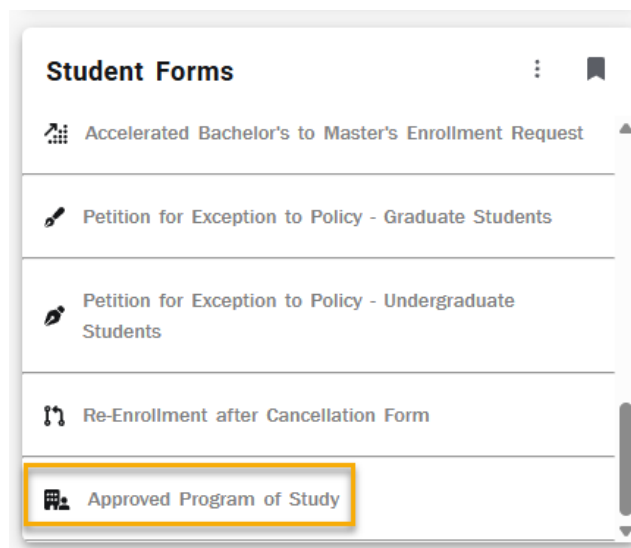 Student Forms
Accelerated Bachelor's to Master's Enrollment Request
Petition for Exception to Policy - Graduate Students
Petition for Exception to Policy - Undergraduate
Students
Re-Enrollment after Cancellation Form
Approved Program of Study